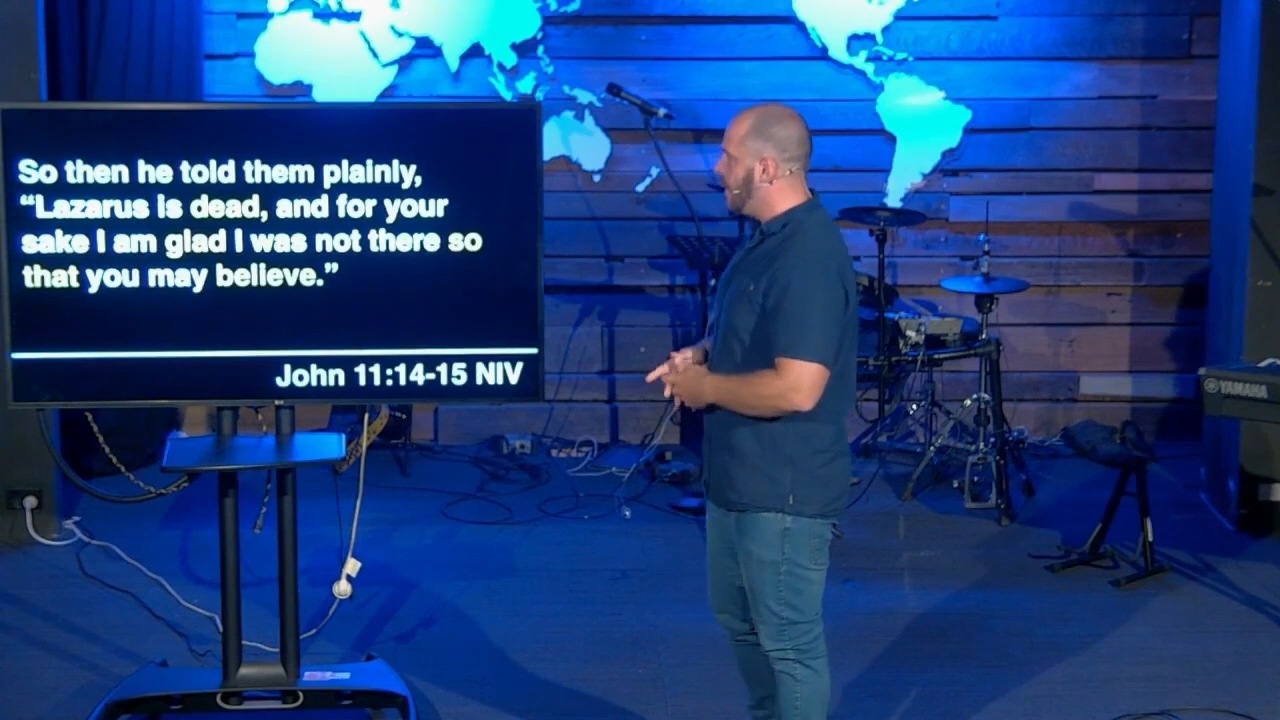 So then he told them plainly,
“Lazarus is dead, and for your
sake I am glad I was not there so
that you may believe.”
John 11:14-15 NIV
YAMAHA